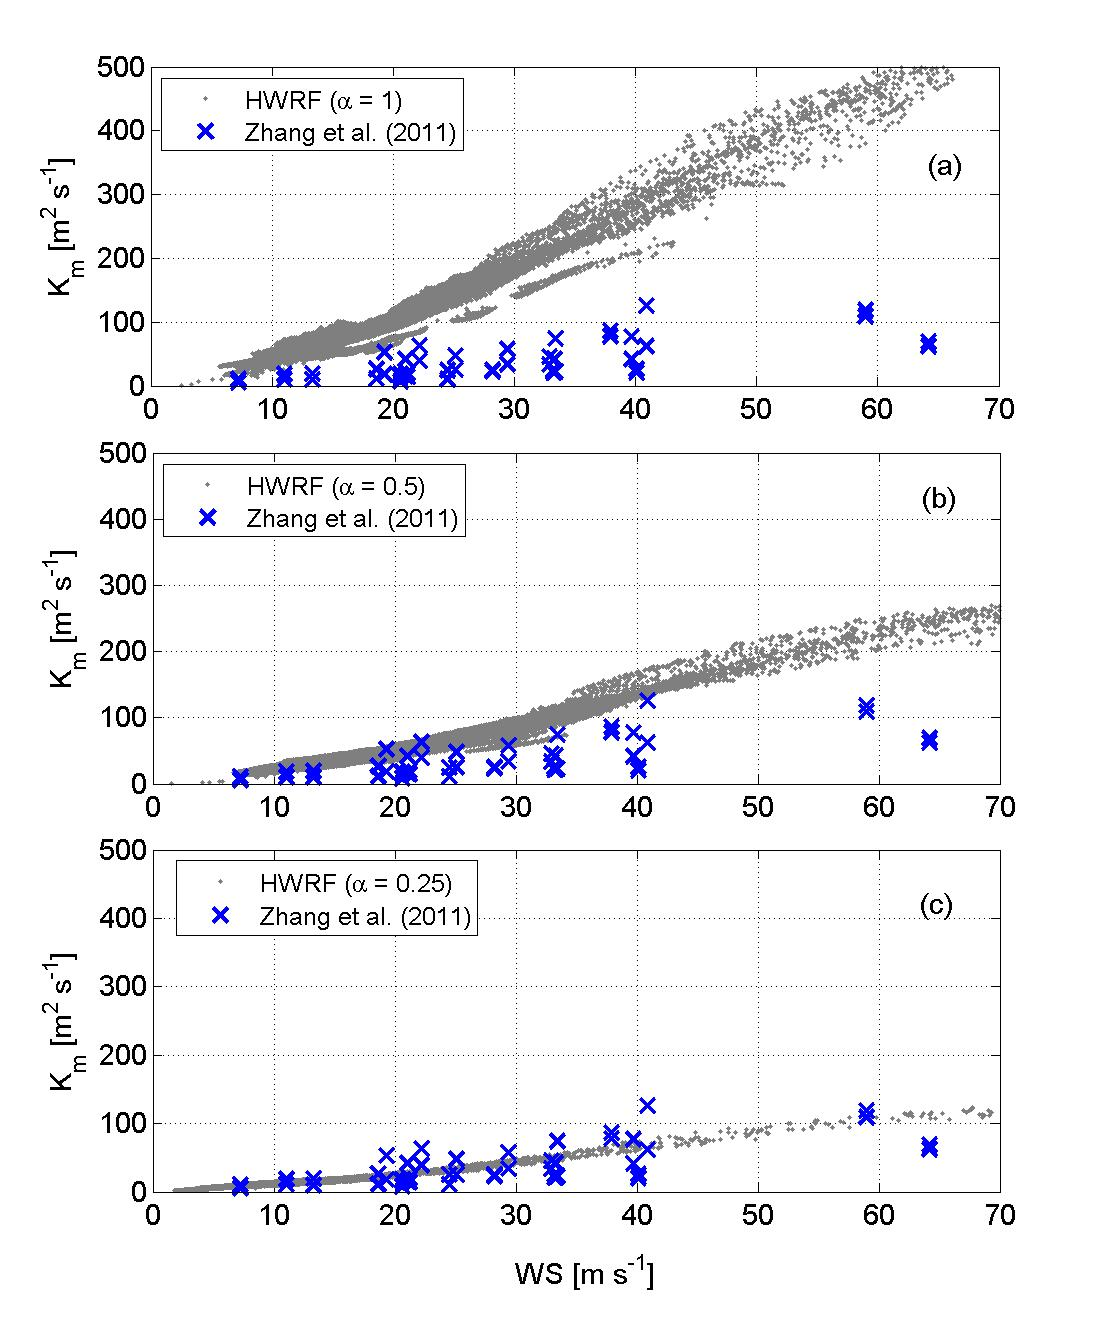 500
400
300
200
100
0
K_m [m^2 s^-1]
HWRF (α = 1)
Zhang et al. (2011)
(a)
0 10 20 30 40 50 60 70
500
400
300
200
100
0
K_m [m^2 s^-1]
HWRF (α = 0.5)
Zhang et al. (2011)
(b)
0 10 20 30 40 50 60 70
500
400
300
200
100
0
K_m [m^2 s^-1]
HWRF (α = 0.25)
Zhang et al. (2011)
(c)
0 10 20 30 40 50 60 70
WS [m s^-1]